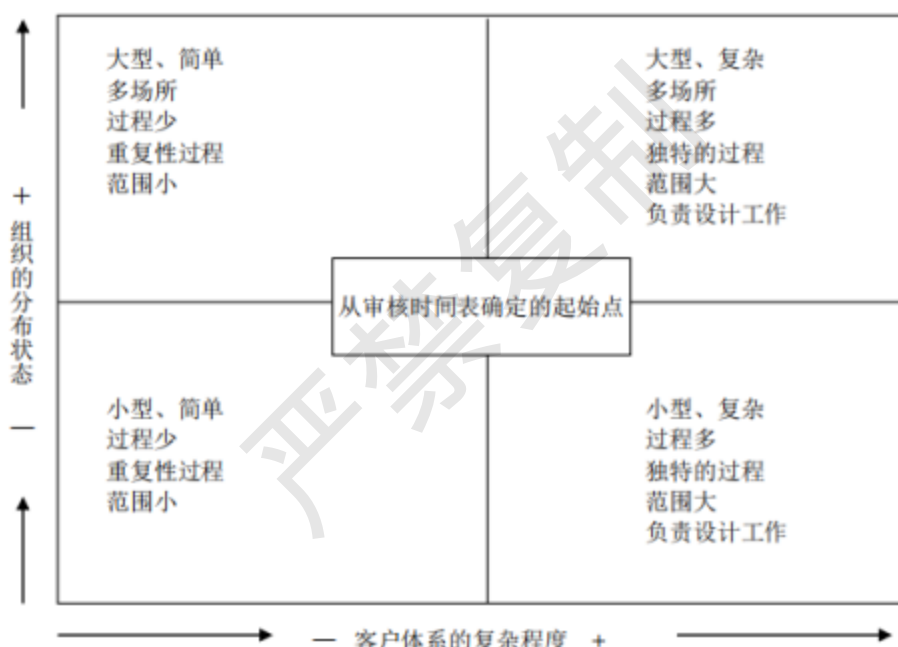 大型、简单
多场所
过程少
重复性过程
范围小
大型、复杂
多场所
过程多
独特的过程
范围大
负责设计工作
+ 组织的分布状态 —
从审核时间表确定的起始点
小型、简单
过程少
重复性过程
范围小
小型、复杂
过程多
独特的过程
范围大
负责设计工作
— 客户体系的复杂程度 +
严禁复制